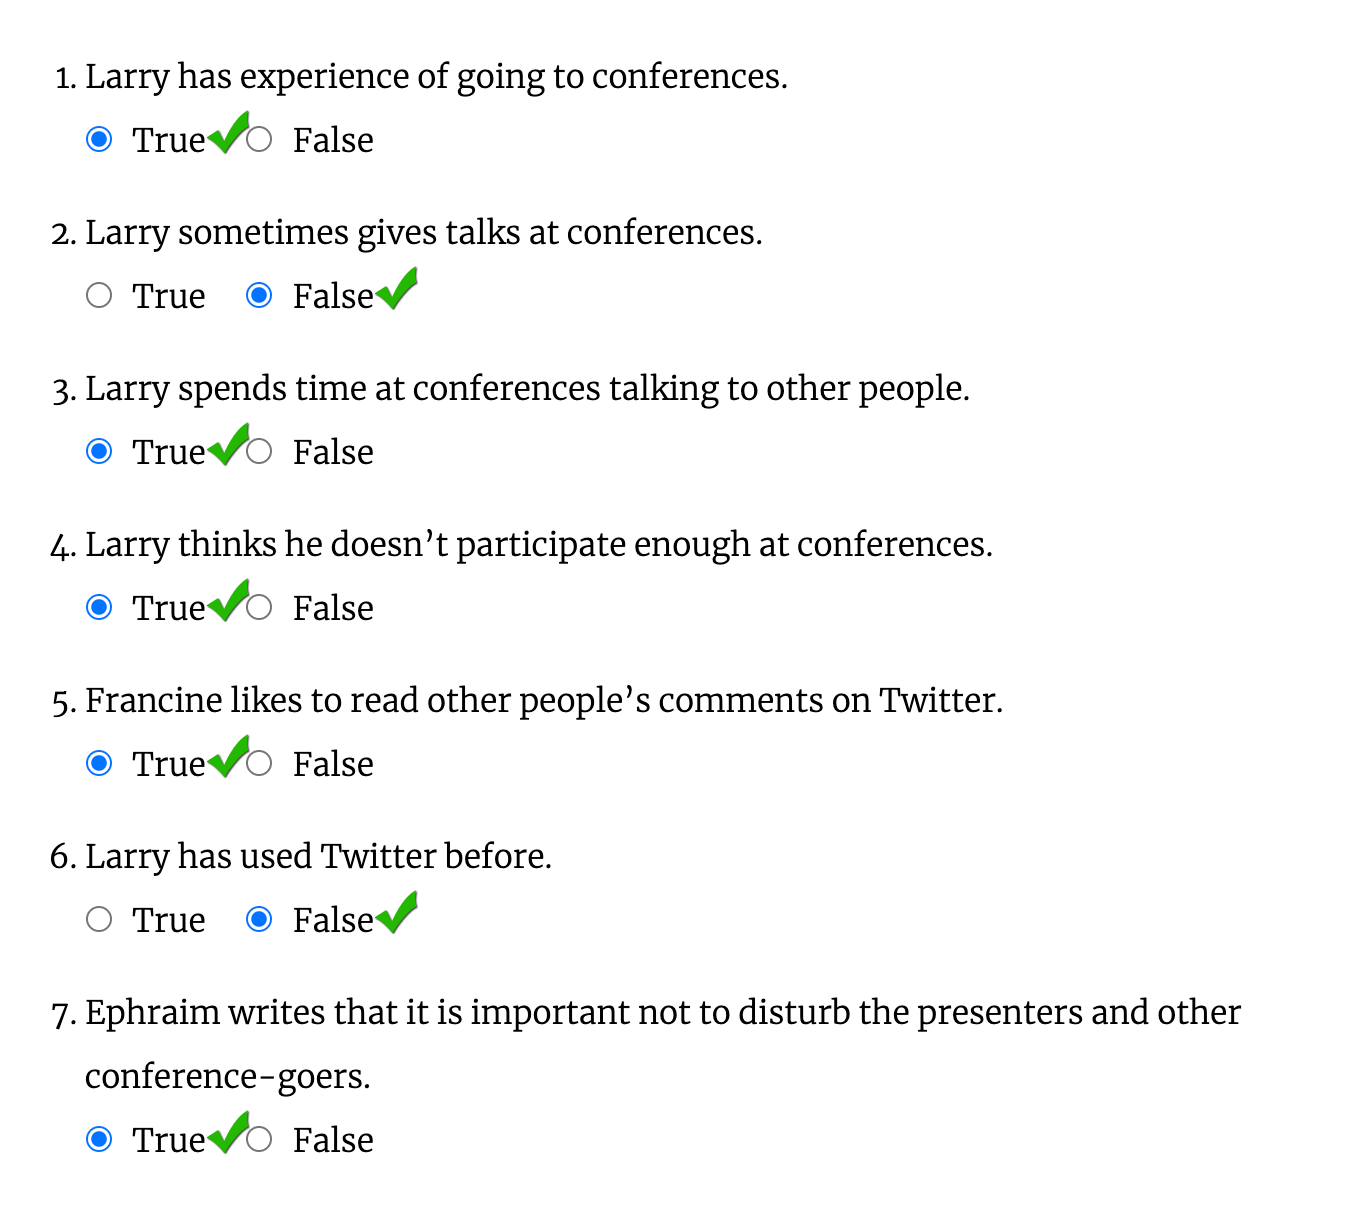 1. Larry has experience of going to conferences.
True False
2. Larry sometimes gives talks at conferences.
True False
3. Larry spends time at conferences talking to other people.
True False
4. Larry thinks he doesn’t participate enough at conferences.
True False
5. Francine likes to read other people’s comments on Twitter.
True False
6. Larry has used Twitter before.
True False
7. Ephraim writes that it is important not to disturb the presenters and other
conference-goers.
True False